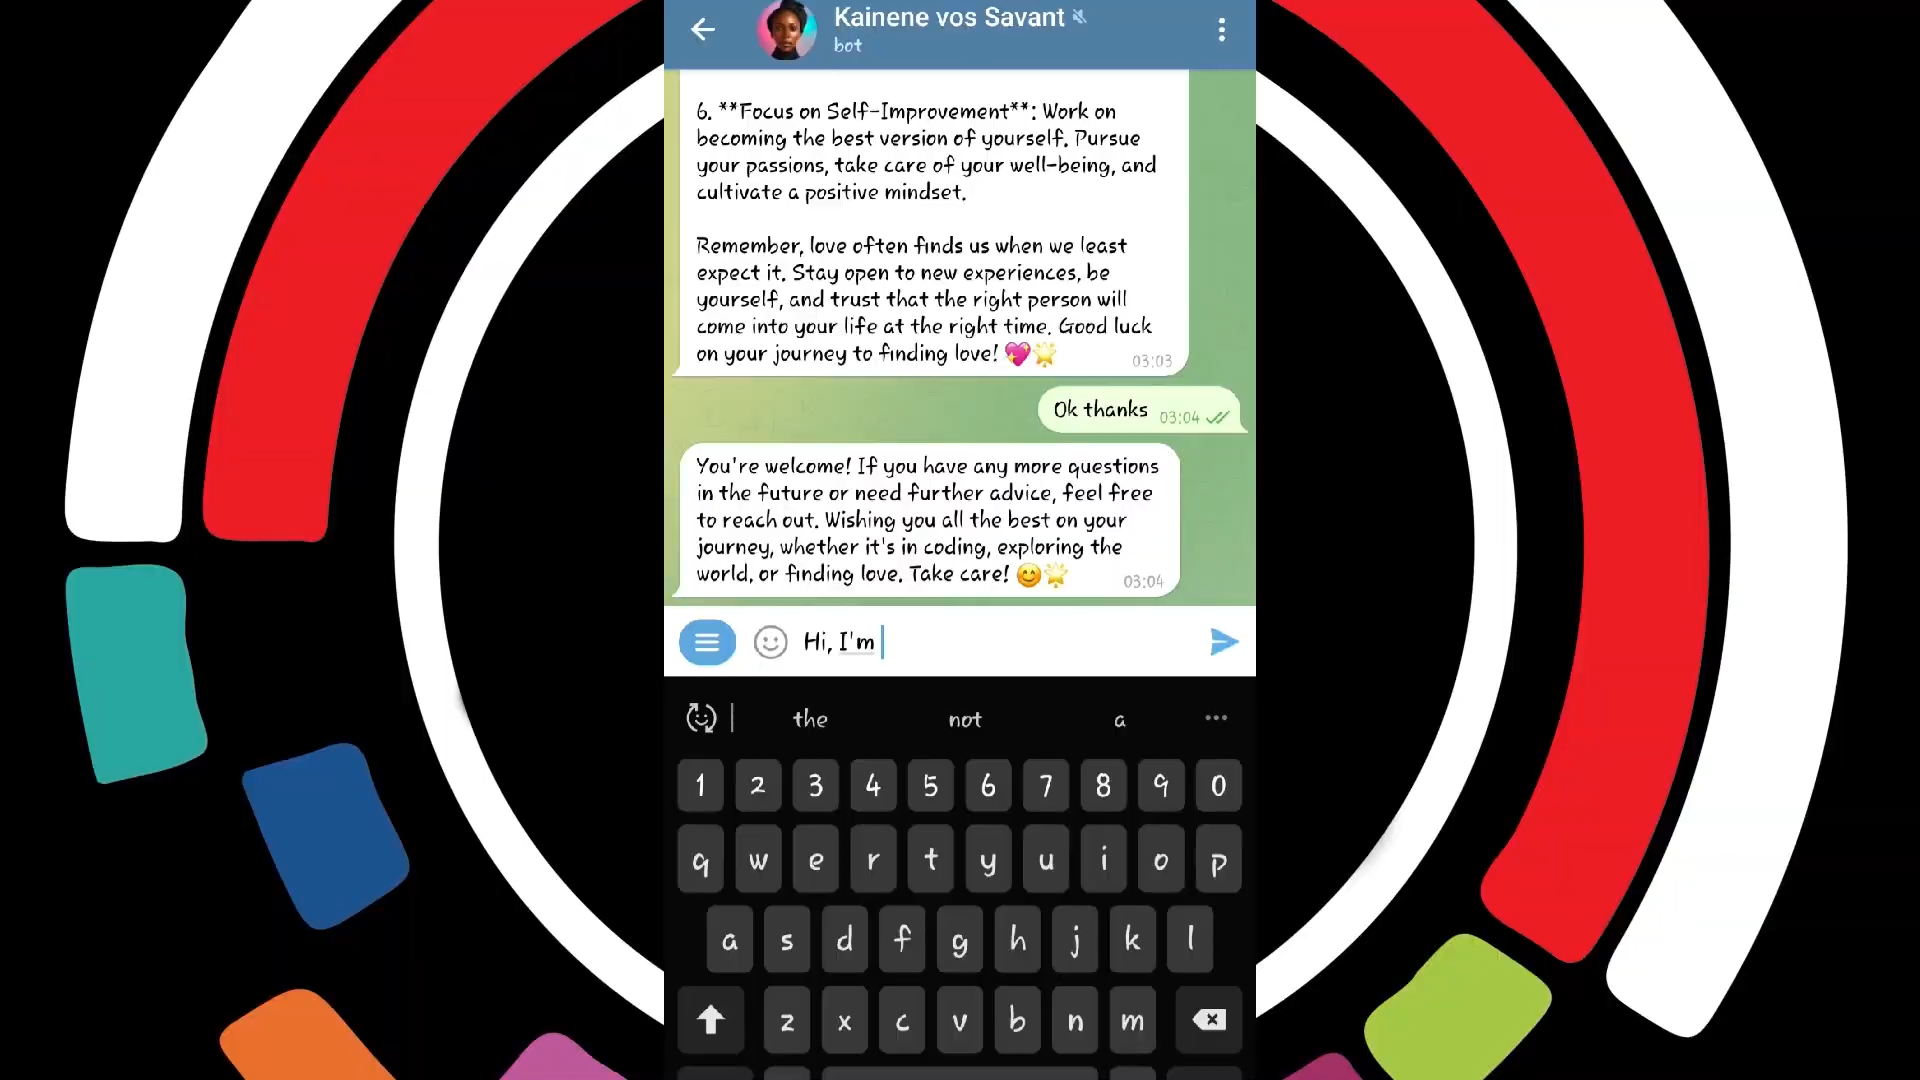 Kainene vos Savant
bot
6. **Focus on Self-Improvement**: Work on
becoming the best version of yourself. Pursue
your passions, take care of your well-being, and
cultivate a positive mindset.
Remember, love often finds us when we least
expect it. Stay open to new experiences, be
yourself, and trust that the right person will
come into your life at the right time. Good luck
on your journey to finding love! 💖🌟
03:03
Ok thanks 03:04
You're welcome! If you have any more questions
in the future or need further advice, feel free
to reach out. Wishing you all the best on your
journey, whether it's in coding, exploring the
world, or finding love. Take care! 😊🌟
03:04
Hi, I'm
the not a
1 2 3 4 5 6 7 8 9 0
q w e r t y u i o p
a s d f g h j k l
z x c v b n m